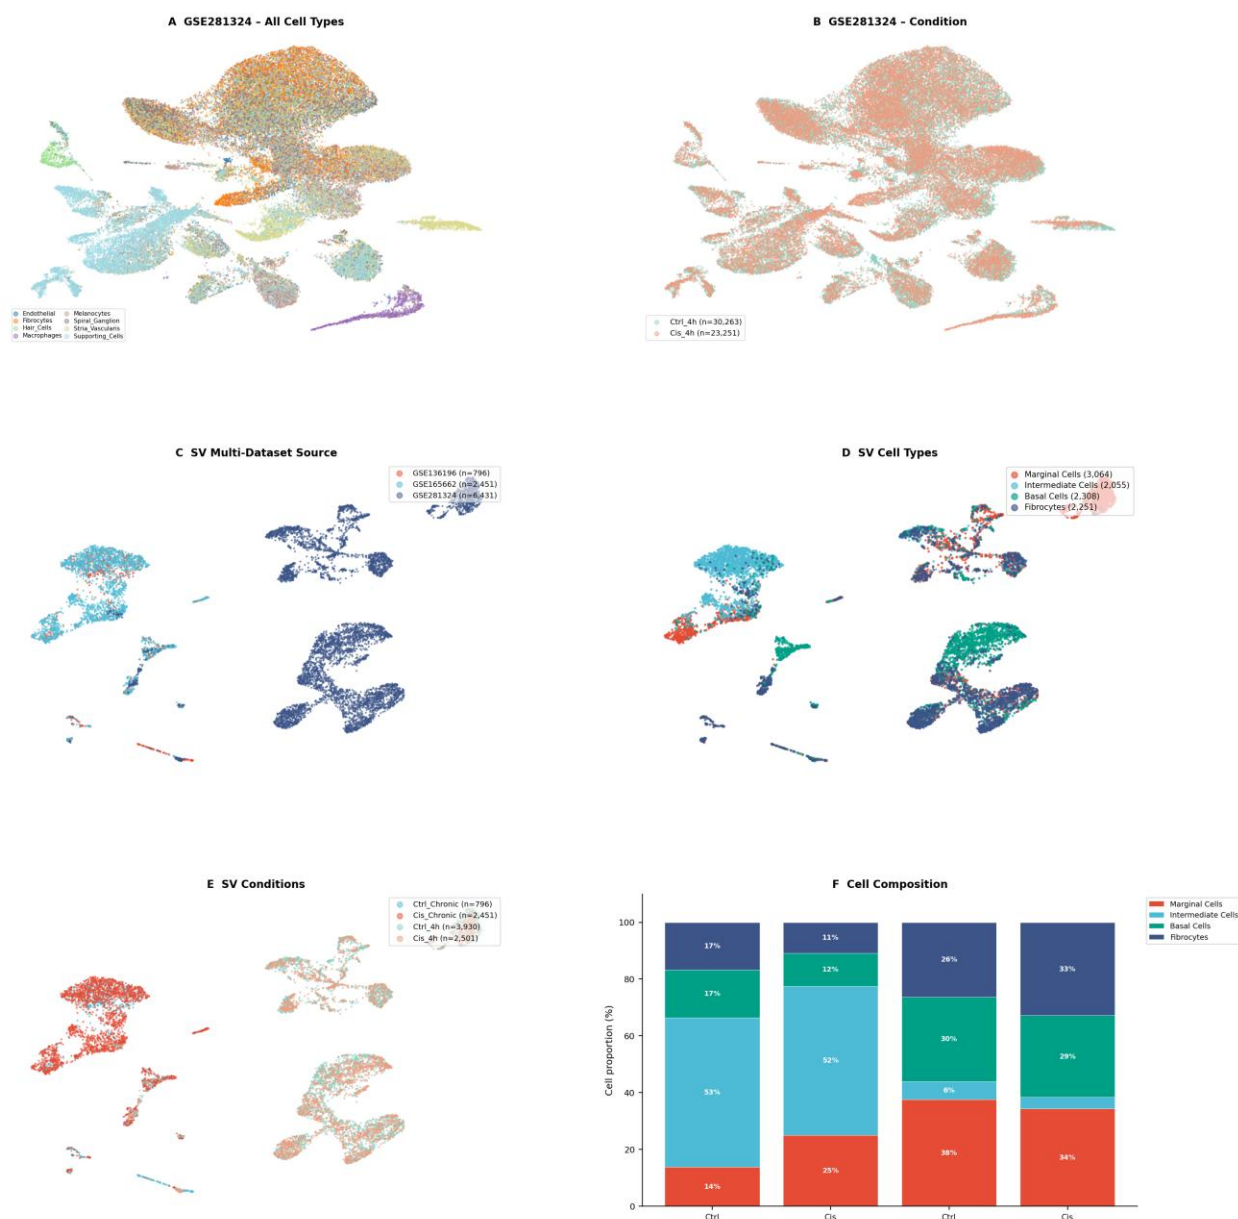 A GSE281324 – All Cell Types
B GSE281324 – Condition
Endothelial
Fibrocytes
Hair_Cells
Macrophages
Melanocytes
Spiral_Ganglion
Stria_Vascularis
Supporting_Cells
Ctrl_4h (n=30,263)
Cis_4h (n=23,251)
C SV Multi-Dataset Source
GSE136196 (n=796)
GSE165662 (n=2,451)
GSE281324 (n=6,431)
D SV Cell Types
Marginal Cells (3,064)
Intermediate Cells (2,055)
Basal Cells (2,308)
Fibrocytes (2,251)
E SV Conditions
Ctrl_Chronic (n=796)
Cis_Chronic (n=2,451)
Ctrl_4h (n=3,930)
Cis_4h (n=2,501)
F Cell Composition
Marginal Cells
Intermediate Cells
Basal Cells
Fibrocytes
Cell proportion (%)
100
80
60
40
20
0
17%
17%
53%
14%
11%
12%
52%
25%
26%
30%
6%
38%
33%
29%
34%
Ctrl
Cis
Ctrl
Cis